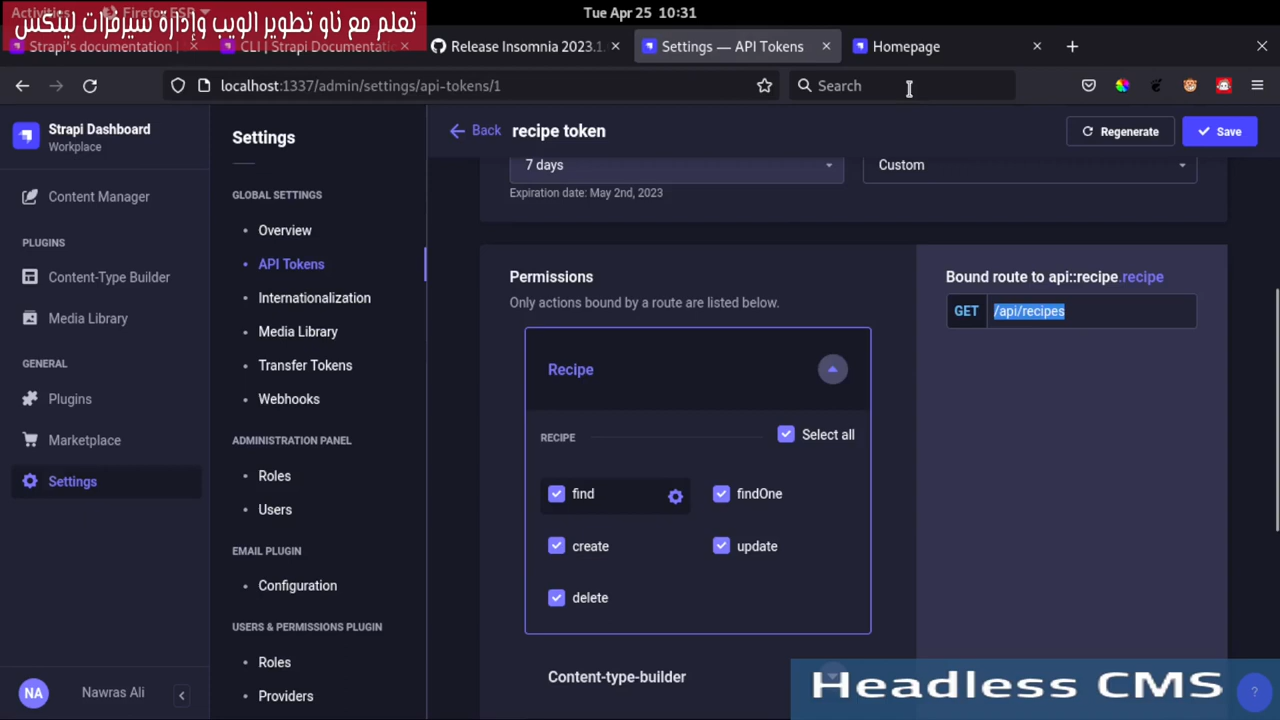 Activities
Firefox ESR
Tue Apr 25 10:31
تعلم مع ناو تطوير الويب وإدارة سيرفرات لينكس
Strapi's documentation |
CLI | Strapi Documentatio
Release Insomnia 2023.1.
Settings — API Tokens
Homepage
localhost:1337/admin/settings/api-tokens/1
Search
Strapi Dashboard
Workplace
Content Manager
PLUGINS
Content-Type Builder
Media Library
GENERAL
Plugins
Marketplace
Settings
NA
Nawras Ali
Settings
GLOBAL SETTINGS
Overview
API Tokens
Internationalization
Media Library
Transfer Tokens
Webhooks
ADMINISTRATION PANEL
Roles
Users
EMAIL PLUGIN
Configuration
USERS & PERMISSIONS PLUGIN
Roles
Providers
Back
recipe token
Regenerate
Save
7 days
Custom
Expiration date: May 2nd, 2023
Permissions
Only actions bound by a route are listed below.
Recipe
RECIPE
Select all
find
findOne
create
update
delete
Content-type-builder
Bound route to api::recipe.recipe
GET /api/recipes
Headless CMS
?